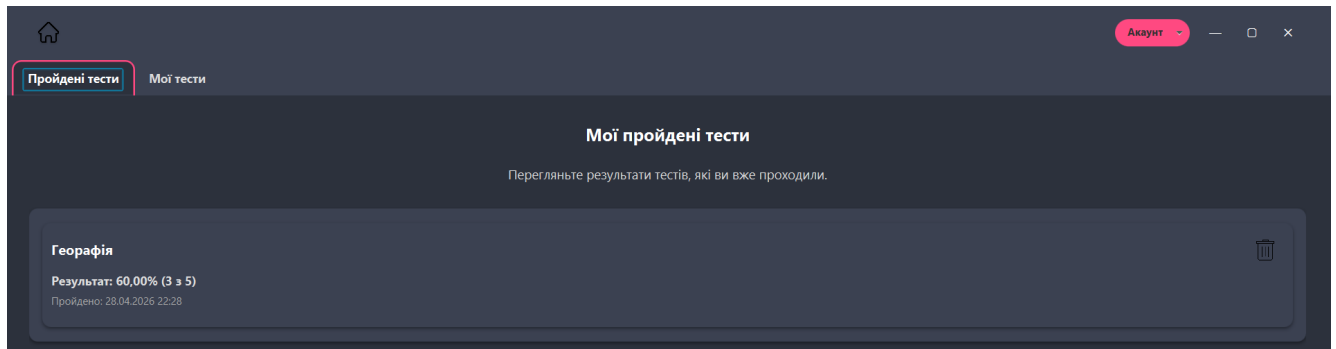 Акаунт
Пройдені тести
Мої тести
Мої пройдені тести
Перегляньте результати тестів, які ви вже проходили.
Георафія
Результат: 60,00% (3 з 5)
Пройдено: 28.04.2026 22:28